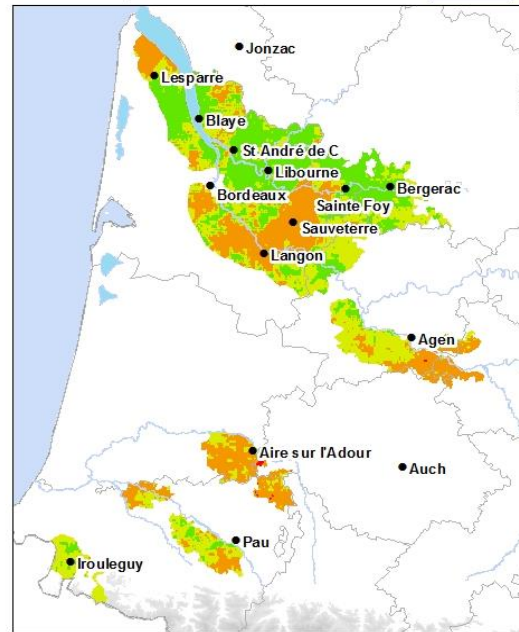 Jonzac
Lesparre
Blaye
St André de C
Libourne
Bordeaux
Bergerac
Sainte Foy
Sauveterre
Langon
Agen
Aire sur l'Adour
Auch
Pau
Irouleguy